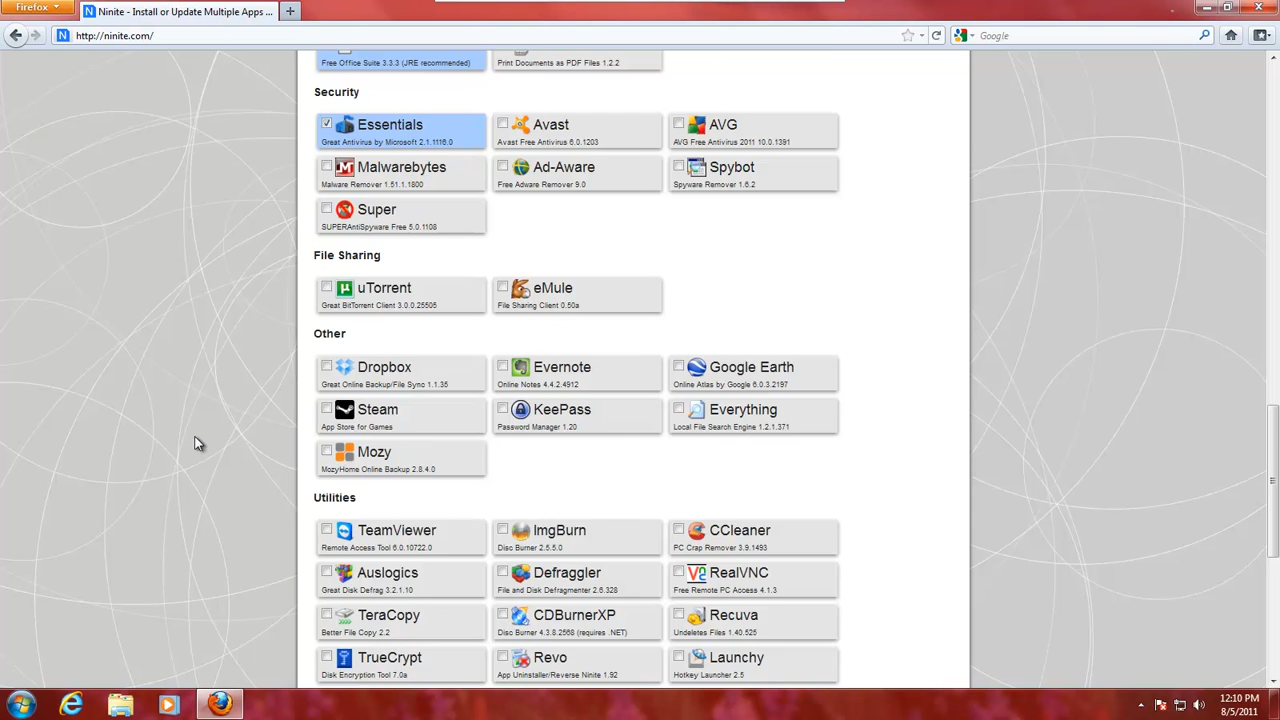 Firefox
Ninite - Install or Update Multiple Apps ...
http://ninite.com/
Google
Free Office Suite 3.3.3 (JRE recommended)
Print Documents as PDF Files 1.2.2
Security
Essentials
Great Antivirus by Microsoft 2.1.1116.0
Avast
Avast Free Antivirus 6.0.1203
AVG
AVG Free Antivirus 2011 10.0.1391
Malwarebytes
Malware Remover 1.51.1.1800
Ad-Aware
Free Adware Remover 9.0
Spybot
Spyware Remover 1.6.2
Super
SUPERAntiSpyware Free 5.0.1108
File Sharing
uTorrent
Great BitTorrent Client 3.0.0.25505
eMule
File Sharing Client 0.50a
Other
Dropbox
Great Online Backup/File Sync 1.1.35
Evernote
Online Notes 4.4.2.4912
Google Earth
Online Atlas by Google 6.0.3.2197
Steam
App Store for Games
KeePass
Password Manager 1.20
Everything
Local File Search Engine 1.2.1.371
Mozy
MozyHome Online Backup 2.8.4.0
Utilities
TeamViewer
Remote Access Tool 6.0.10722.0
ImgBurn
Disc Burner 2.5.5.0
CCleaner
PC Crap Remover 3.9.1493
Auslogics
Great Disk Defrag 3.2.1.10
Defraggler
File and Disk Defragmenter 2.6.328
RealVNC
Free Remote PC Access 4.1.3
TeraCopy
Better File Copy 2.2
CDBurnerXP
Disc Burner 4.3.8.2568 (requires .NET)
Recuva
Undeletes Files 1.40.525
TrueCrypt
Disk Encryption Tool 7.0a
Revo
App Uninstaller/Reverse Ninite 1.92
Launchy
Hotkey Launcher 2.5
12:10 PM
8/5/2011